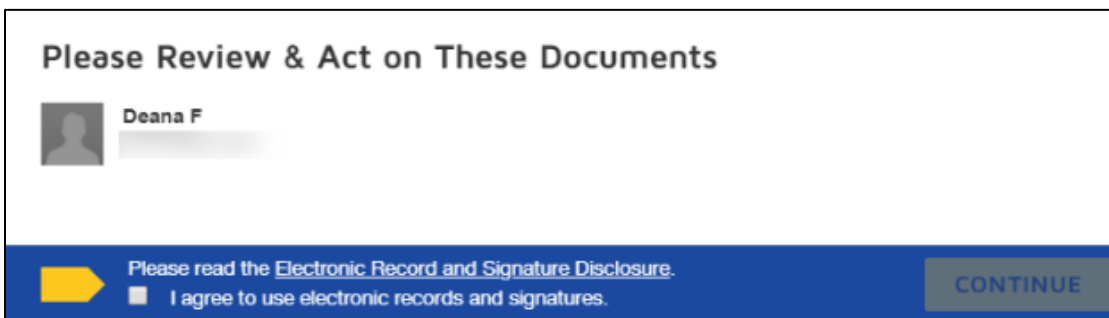 Please Review & Act on These Documents
Deana F
Please read the Electronic Record and Signature Disclosure.
I agree to use electronic records and signatures.
CONTINUE